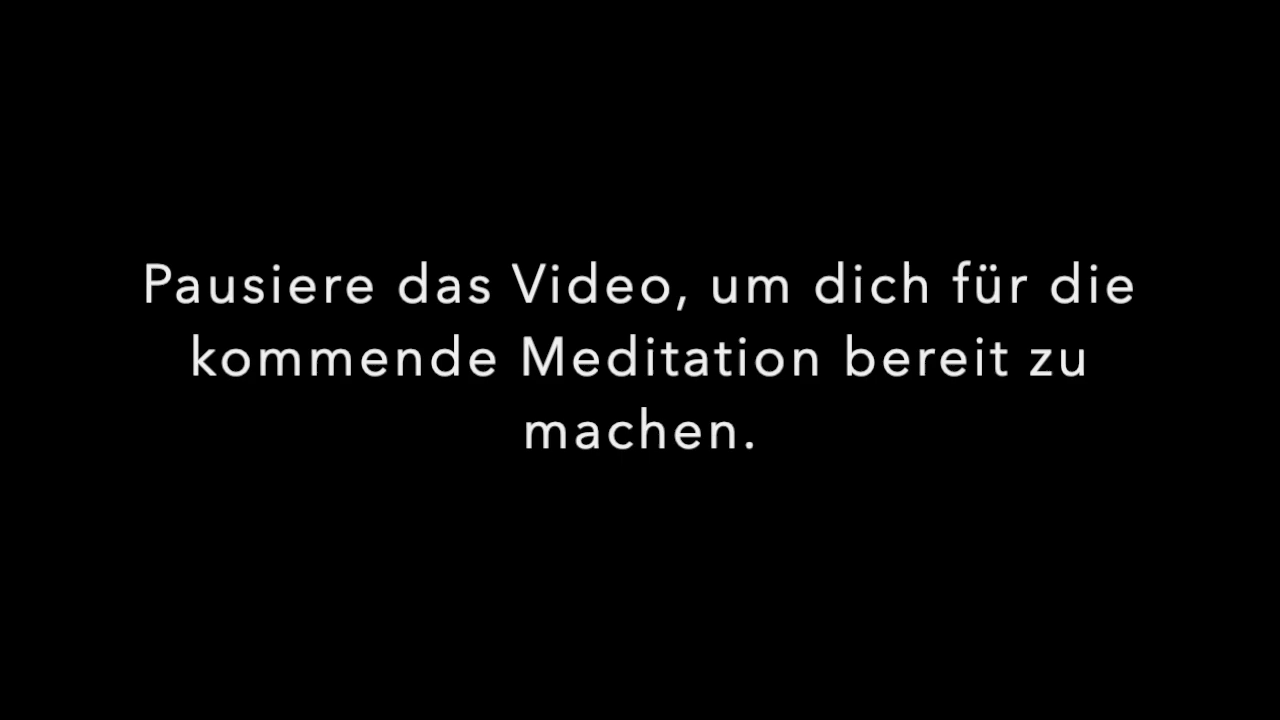 Pausiere das Video, um dich für die
kommende Meditation bereit zu
machen.